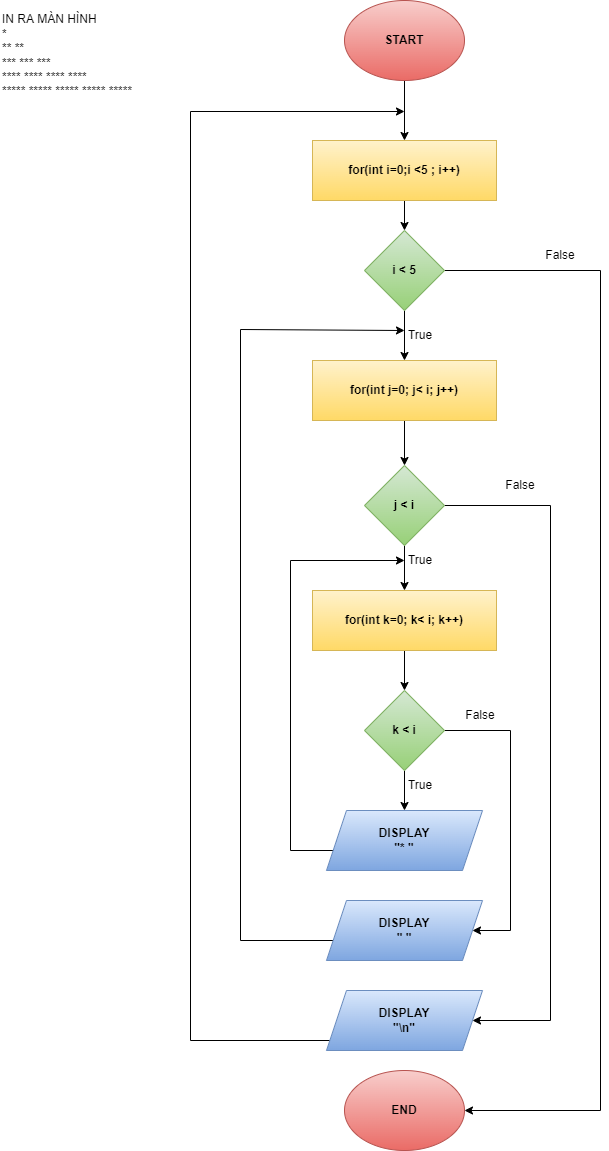 IN RA MÀN HÌNH
*
** **
*** *** ***
**** **** **** ****
***** ***** ***** ***** *****
START
for(int i=0;i <5 ; i++)
i < 5
False
True
for(int j=0; j< i; j++)
j < i
False
True
for(int k=0; k< i; k++)
k < i
False
True
DISPLAY
"* "
DISPLAY
" "
DISPLAY
"\n"
END